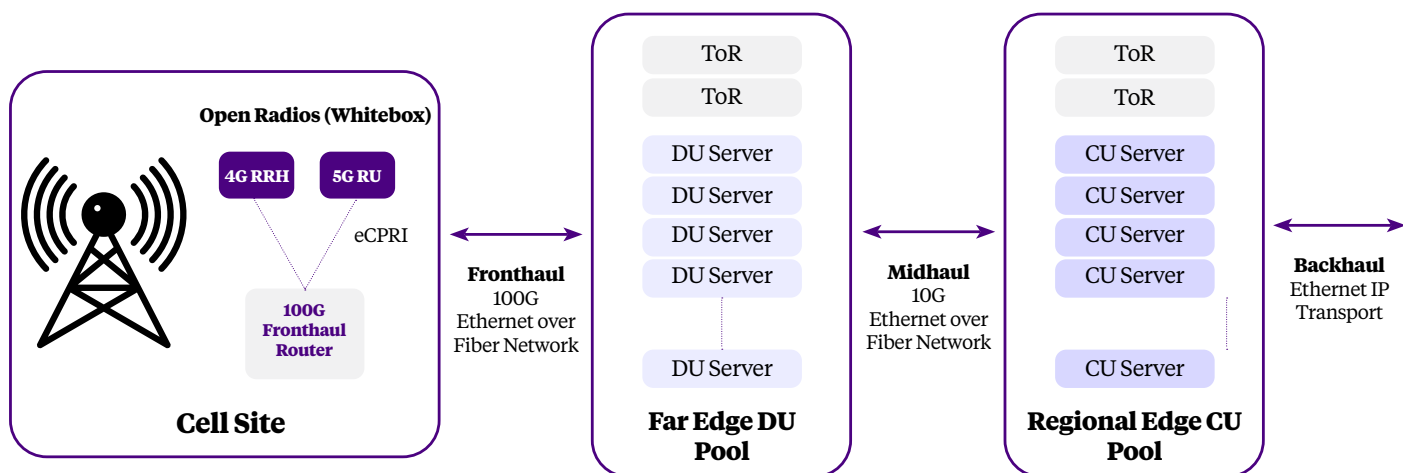 Open Radios (Whitebox)
4G RRH
5G RU
eCPRI
100G
Fronthaul
Router
Cell Site
Fronthaul
100G
Ethernet over
Fiber Network
ToR
ToR
DU Server
DU Server
DU Server
DU Server
DU Server
Far Edge DU
Pool
Midhaul
10G
Ethernet over
Fiber Network
ToR
ToR
CU Server
CU Server
CU Server
CU Server
CU Server
Regional Edge CU
Pool
Backhaul
Ethernet IP
Transport